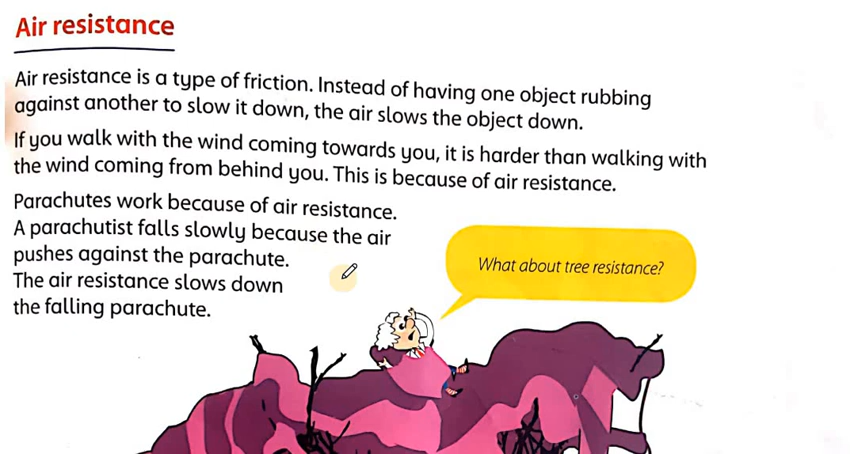 Air resistance
Air resistance is a type of friction. Instead of having one object rubbing
against another to slow it down, the air slows the object down.
If you walk with the wind coming towards you, it is harder than walking with
the wind coming from behind you. This is because of air resistance.
Parachutes work because of air resistance.
A parachutist falls slowly because the air
pushes against the parachute.
The air resistance slows down
the falling parachute.
What about tree resistance?